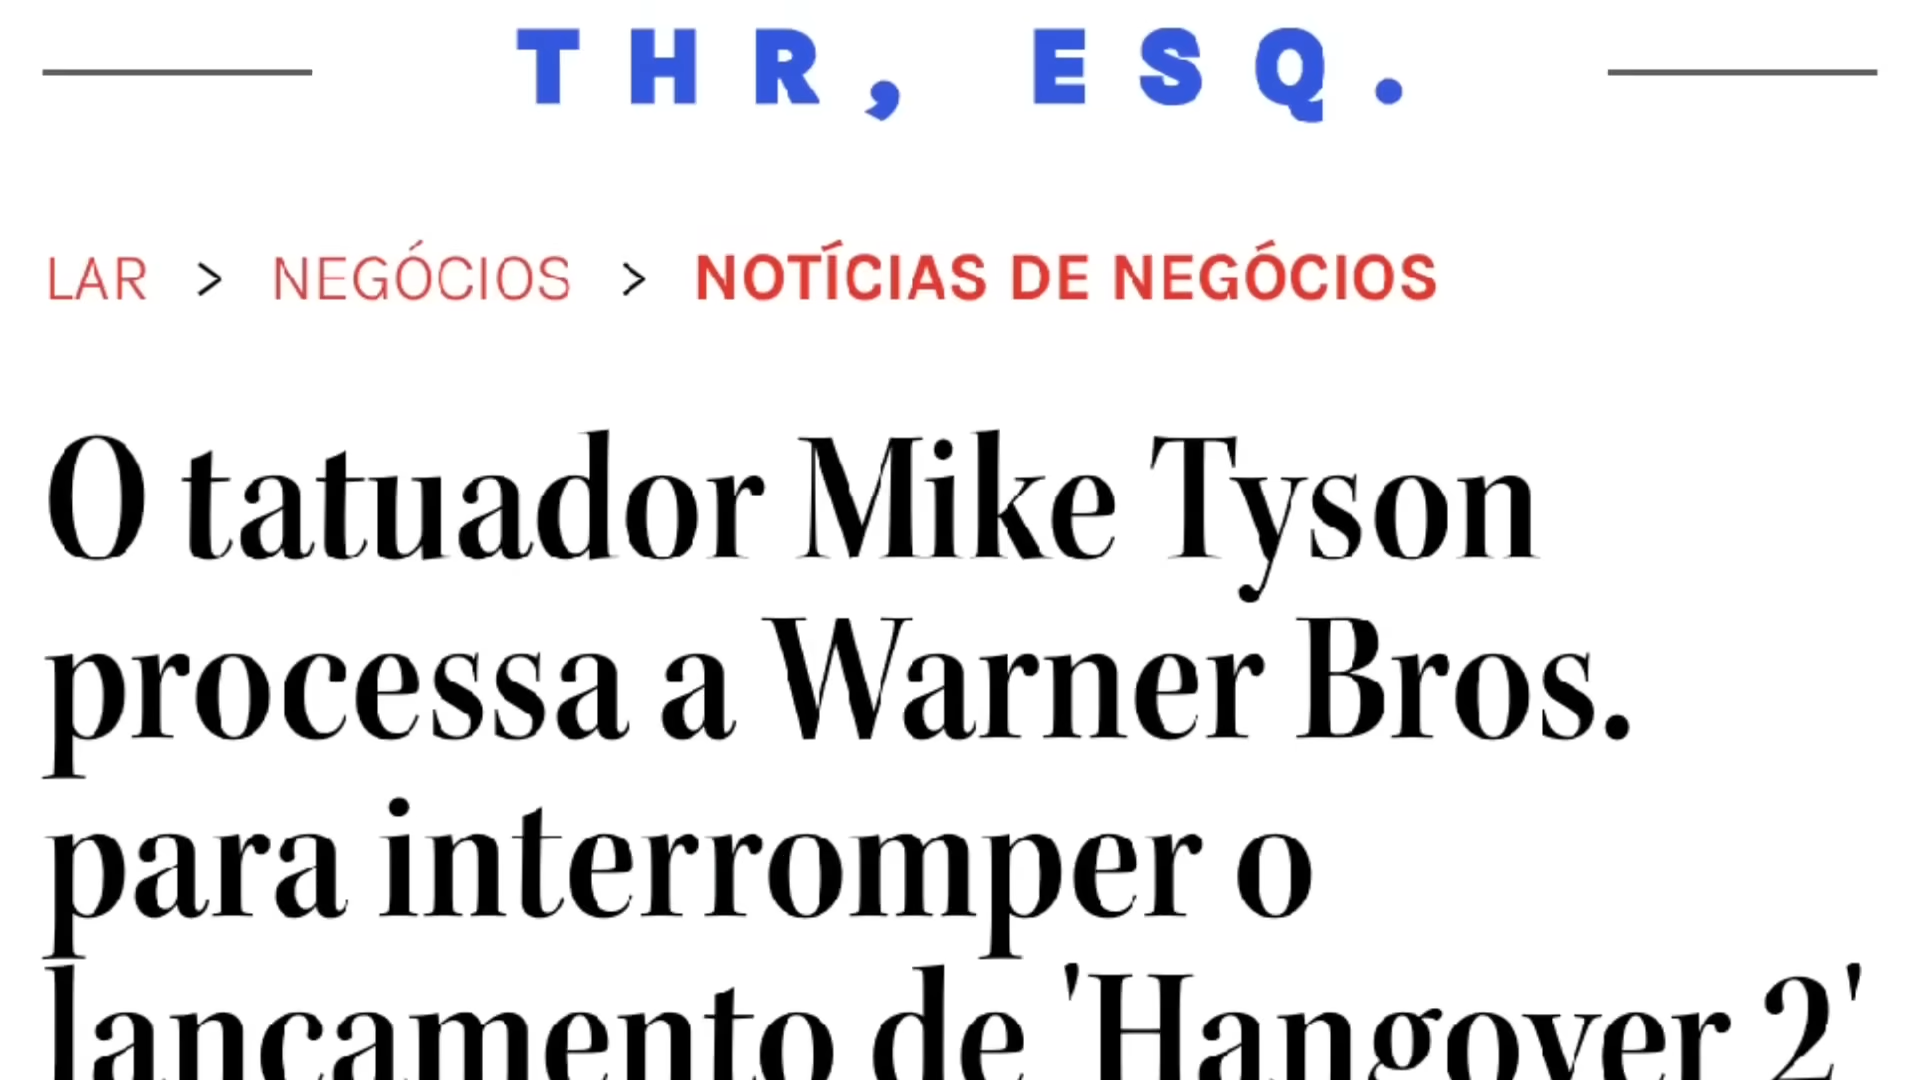 THR, ESQ.
LAR > NEGÓCIOS > NOTÍCIAS DE NEGÓCIOS
O tatuador Mike Tyson
processa a Warner Bros.
para interromper o
lançamento de 'Hangover 2'